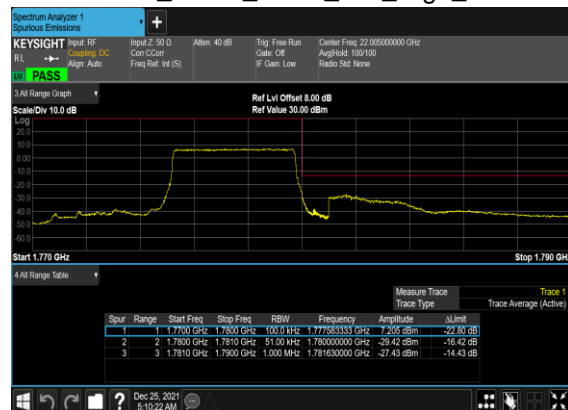 Spectrum Analyzer 1
Spurious Emissions
KEYSIGHT Input: RF Input Z: 50 Ω Atten: 40 dB Trig: Free Run Center Freq: 22.005000000 GHz
RL Coupling: DC Corr CCorr Gate: Off Avg|Hold: 100/100
Align: Auto Freq Ref: Int (S) IF Gain: Low Radio Std: None
PASS
3 All Range Graph
Ref Lvl Offset 8.00 dB
Scale/Div 10.0 dB Ref Value 30.00 dBm
Log
20.0
10.0
0.00
-10.0
-20.0
-30.0
-40.0
-50.0
-60.0
Start 1.770 GHz Stop 1.790 GH
4 All Range Table
Measure Trace Trace 1
Trace Type Trace Average (Active)
Spur Range Start Freq Stop Freq RBW Frequency Amplitude ΔLimit
1 1 1.7700 GHz 1.7800 GHz 100.0 kHz 1.777583333 GHz 7.205 dBm -22.80 dB
2 2 1.7800 GHz 1.7810 GHz 51.00 kHz 1.780000000 GHz -29.42 dBm -16.42 dB
3 3 1.7810 GHz 1.7900 GHz 1.000 MHz 1.781630000 GHz -27.43 dBm -14.43 dB
Dec 25, 2021
5:10:22 AM